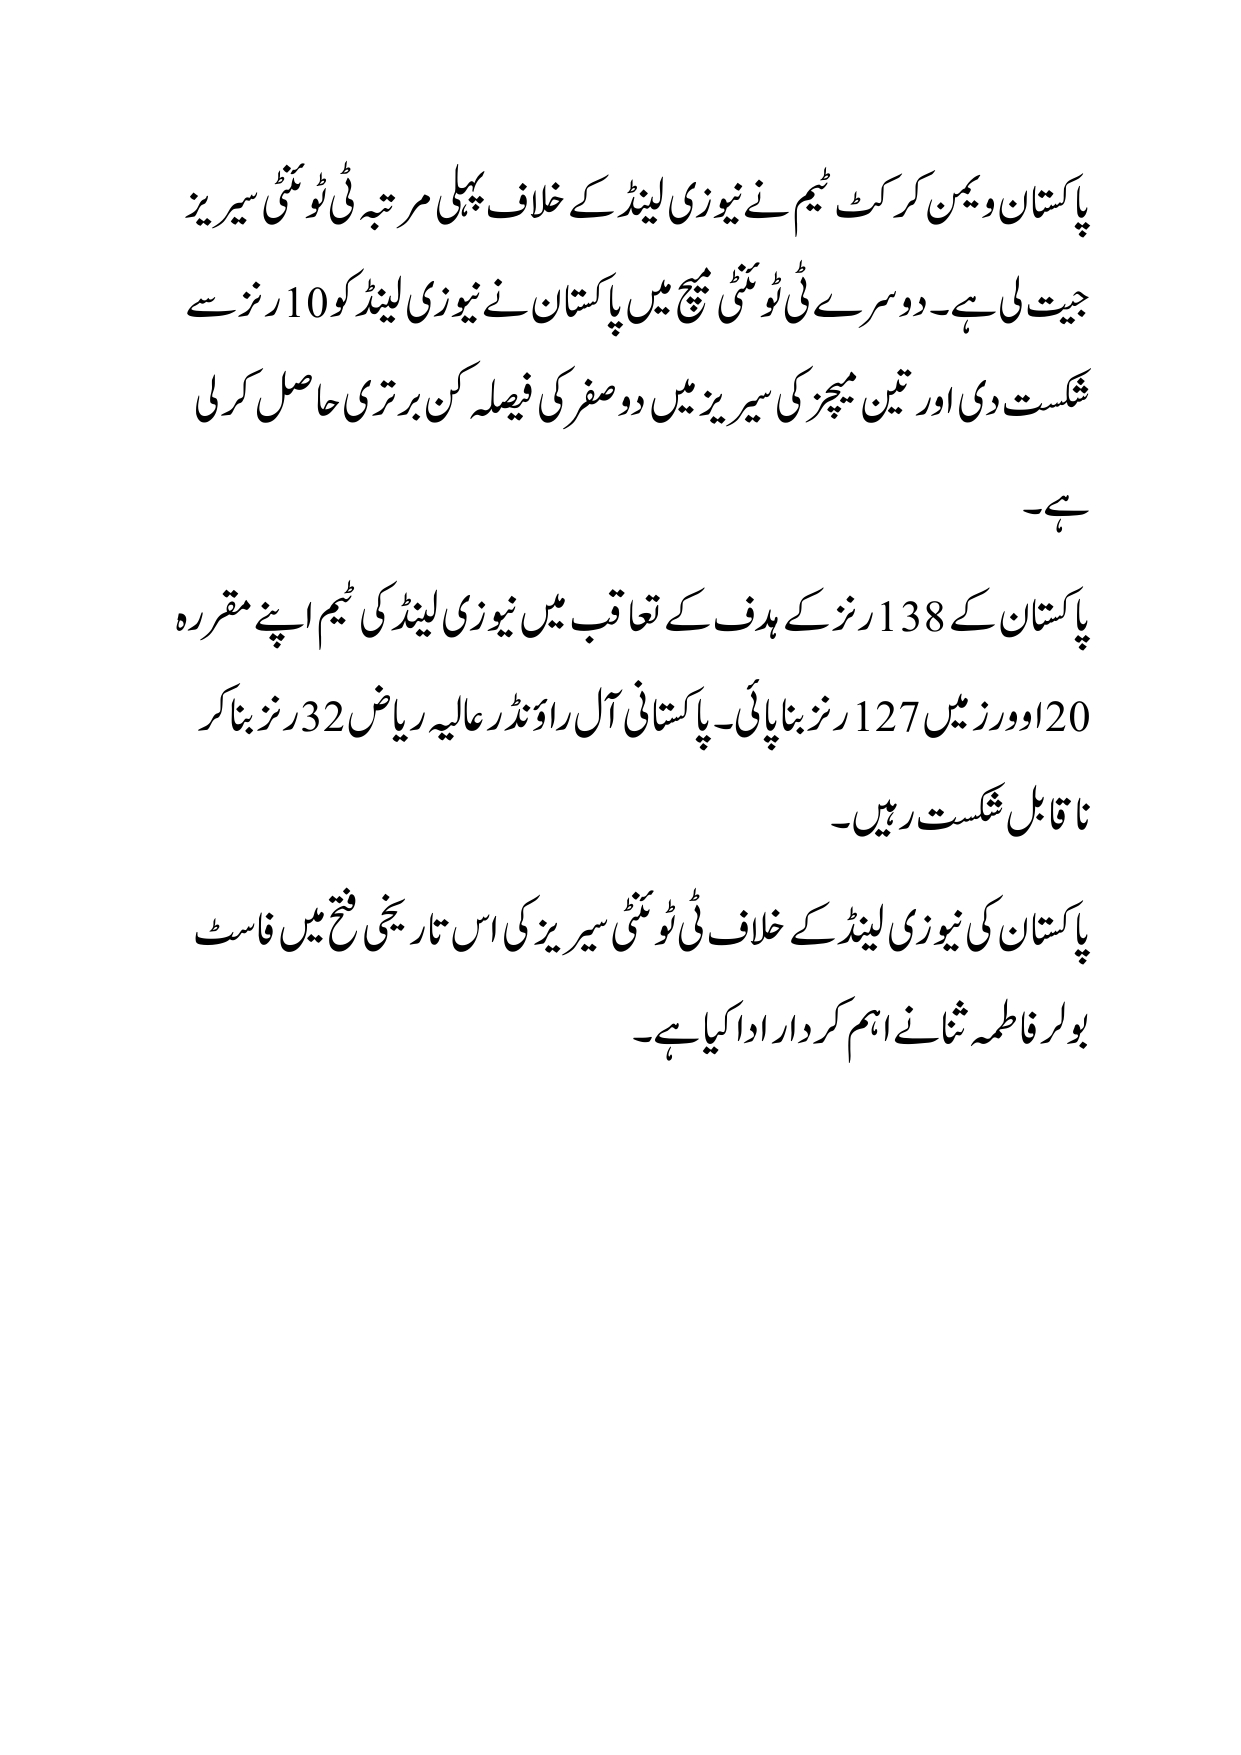 پاکستان ویمن کرکٹ ٹیم نے نیوزی لینڈ کے خلاف پہلی مرتبہ ٹی ٹوئنٹی سیریز
جیت لی ہے۔ دوسرے ٹی ٹوئنٹی میچ میں پاکستان نے نیوزی لینڈ کو 10 رنز سے
شکست دی اور تین میچز کی سیریز میں دو صفر کی فیصلہ کن برتری حاصل کر لی
ہے۔
پاکستان کے 138 رنز کے ہدف کے تعاقب میں نیوزی لینڈ کی ٹیم اپنے مقررہ
20 اوورز میں 127 رنز بنا پائی۔ پاکستانی آل راؤنڈر عالیہ ریاض 32 رنز بنا کر
ناقابل شکست رہیں۔
پاکستان کی نیوزی لینڈ کے خلاف ٹی ٹوئنٹی سیریز کی اس تاریخی فتح میں فاسٹ
بولر فاطمہ ثنا نے اہم کردار ادا کیا ہے۔